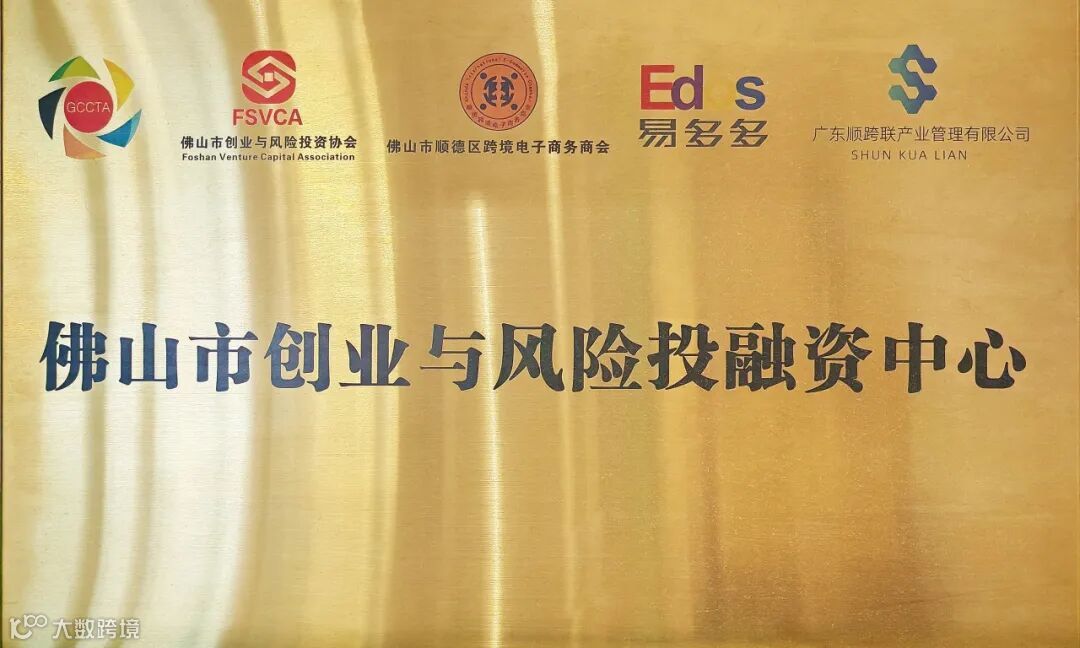 GCCTA
FSVCA
佛山市创业与风险投资协会
Foshan Venture Capital Association
佛山市顺德区跨境电子商务商会
易多多
广东顺跨联产业管理有限公司
SHUN KUA LIAN
佛山市创业与风险投融资中心
大数跨境